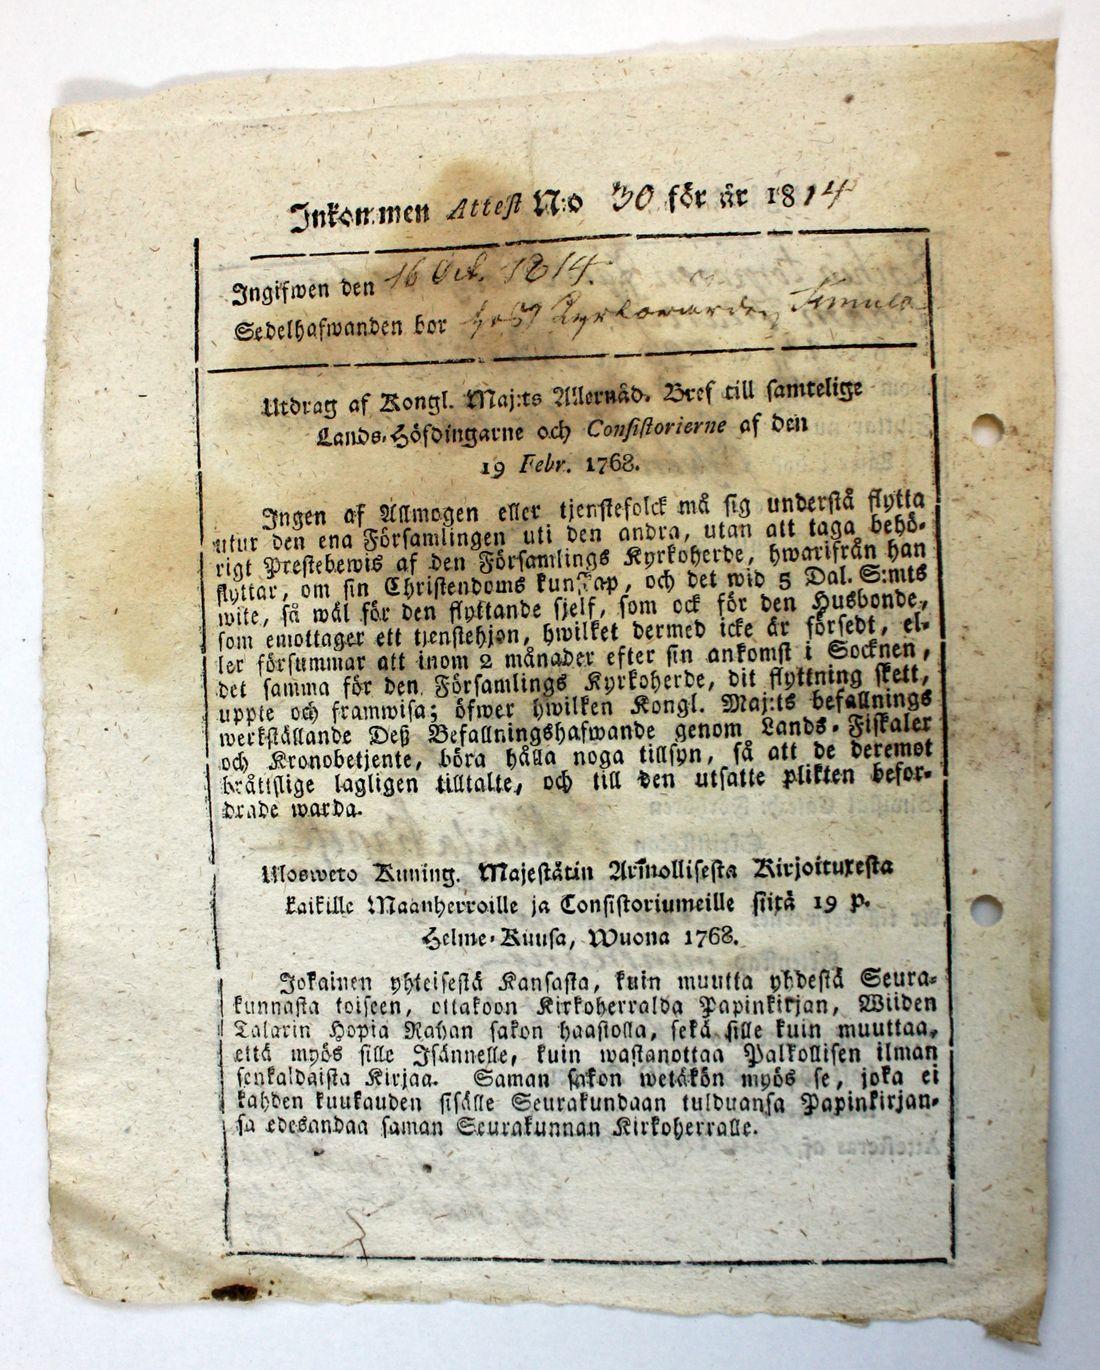 Inkommen Attest N:o 30 för år 1814
Ingifwen den 16 Oct. 1814.
Sedelhafwanden bor hos Kyrkowärden Simula
Utdrag af Kongl. Maj:ts Allernåd. Bref till samtelige
Lands-Höfdingarne och Consistorierne af den
19 Febr. 1768.
Ingen af Allmogen eller tjenstefolck må sig understå flytta
utur den ena Församlingen uti den andra, utan att taga behö-
rigt Prestebewis af den Församlings Kyrkoherde, hwarifrån han
flyttar, om sin Christendoms kunskap, och det wid 5 Dal. S:mts
wite, så wäl för den flyttande sjelf, som ock för den Husbonde,
som emottager ett tjenstehjon, hwilket dermed icke är försedt, el-
ler försummar att inom 2 månader efter sin ankomst i Socknen,
det samma för den Församlings Kyrkoherde, dit flyttning skett,
uppte och framwisa; öfwer hwilken Kongl. Maj:ts befallnings
werkställande Deß Befallningshafwande genom Lands-Fiskaler
och Kronobetjente, böra hålla noga tillsyn, så att de deremot
bråttslige lagligen tilltalte, och till den utsatte plikten befor-
drade warda.
Ulosweto Kuning. Majestätin Armollisesta Kirjoituxesta
kaikille Maanherroille ja Consistoriumeille siitä 19 p.
Helme-Kuusa, Wuona 1768.
Jokainen yhteisestä Kansasta, kuin muutta yhdestä Seura-
kunnasta toiseen, ottakoon Kirkoherralda Papinkirjan, Wiiden
Talarin Hopia Rahan sakon haastolla, sekä sille kuin muuttaa,
että myös sille Isännelle, kuin wastanottaa Palkollisen ilman
senkaldaista Kirjaa. Saman sakon wetäkön myös se, joka ei
kahden kuukauden sisälle Seurakundaan tulduansa Papinkirjan-
sa edesandaa saman Seurakunnan Kirkoherralle.